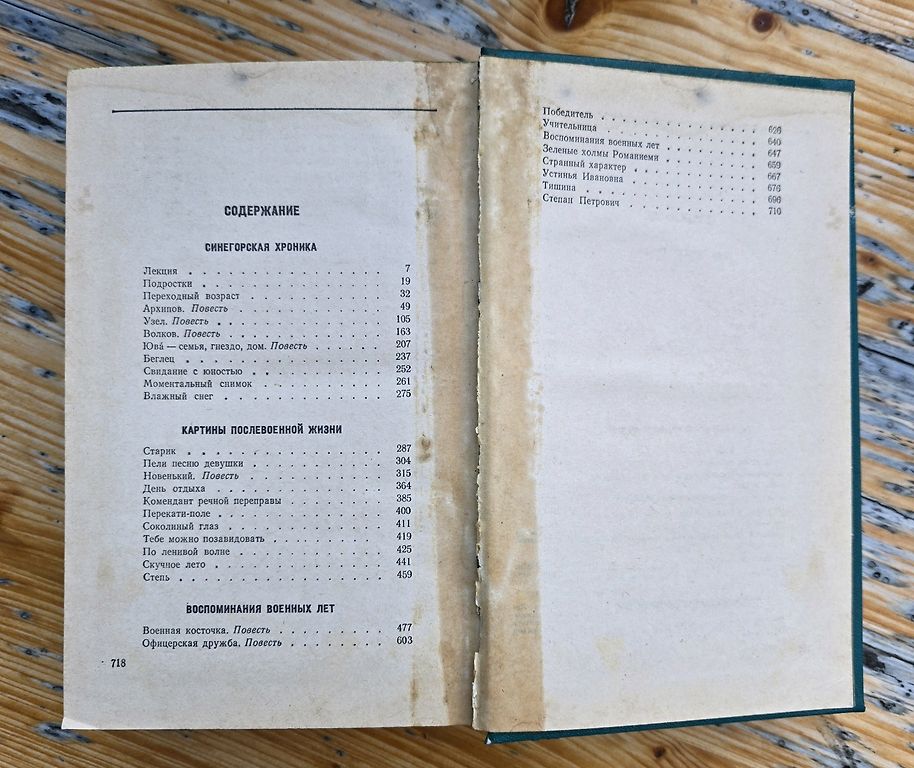 СОДЕРЖАНИЕ
СИНЕГОРСКАЯ ХРОНИКА
Лекция . . . . . . . . . . . . . . . . 7
Подростки . . . . . . . . . . . . . . . 19
Переходный возраст . . . . . . . . . . . 32
Архипов. Повесть . . . . . . . . . . . . 49
Узел. Повесть . . . . . . . . . . . . . 105
Волков. Повесть . . . . . . . . . . . . 163
Ювá — семья, гнездо, дом. Повесть . . . . . . 207
Беглец . . . . . . . . . . . . . . . . 237
Свидание с юностью . . . . . . . . . . . 252
Моментальный снимок . . . . . . . . . . 261
Влажный снег . . . . . . . . . . . . . 275
КАРТИНЫ ПОСЛЕВОЕННОЙ ЖИЗНИ
Старик . . . . . . . . . . . . . . . . 287
Пели песню девушки . . . . . . . . . . . 304
Новенький. Повесть . . . . . . . . . . . 315
День отдыха . . . . . . . . . . . . . . 364
Комендант речной переправы . . . . . . . . 385
Перекати-поле . . . . . . . . . . . . . 400
Соколиный глаз . . . . . . . . . . . . . 411
Тебе можно позавидовать . . . . . . . . . 419
По ленивой волне . . . . . . . . . . . . 425
Скучное лето . . . . . . . . . . . . . . 441
Степь . . . . . . . . . . . . . . . . 459
ВОСПОМИНАНИЯ ВОЕННЫХ ЛЕТ
Военная косточка. Повесть . . . . . . . . 477
Офицерская дружба. Повесть . . . . . . . . 603
718
Победитель . . . . . . . . . . . . . . 626
Учительница . . . . . . . . . . . . . . 640
Воспоминания военных лет . . . . . . . . . 647
Зеленые холмы Романиеми . . . . . . . . . 659
Странный характер . . . . . . . . . . . 667
Устинья Ивановна . . . . . . . . . . . . 676
Тишина . . . . . . . . . . . . . . . . 696
Степан Петрович . . . . . . . . . . . . 710